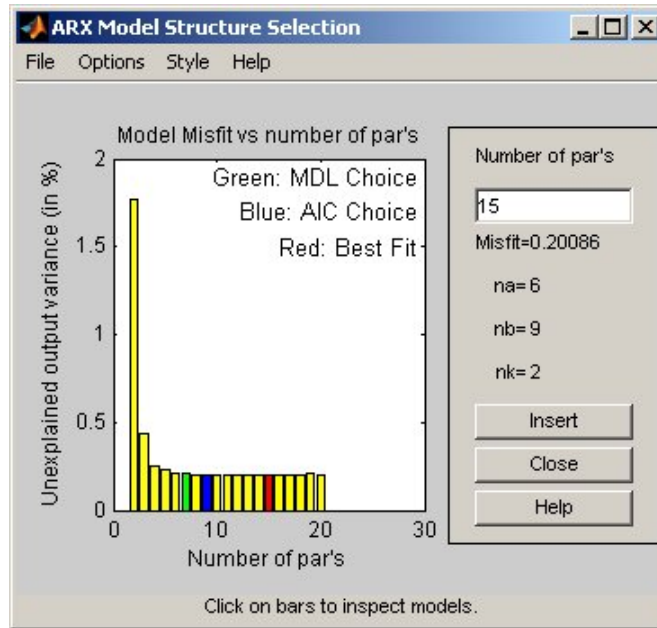 ARX Model Structure Selection
File Options Style Help
Model Misfit vs number of par's
Unexplained output variance (in %)
2
1.5
1
0.5
0
Green: MDL Choice
Blue: AIC Choice
Red: Best Fit
0 10 20 30
Number of par's
Number of par's
15
Misfit=0.20086
na= 6
nb= 9
nk= 2
Insert
Close
Help
Click on bars to inspect models.